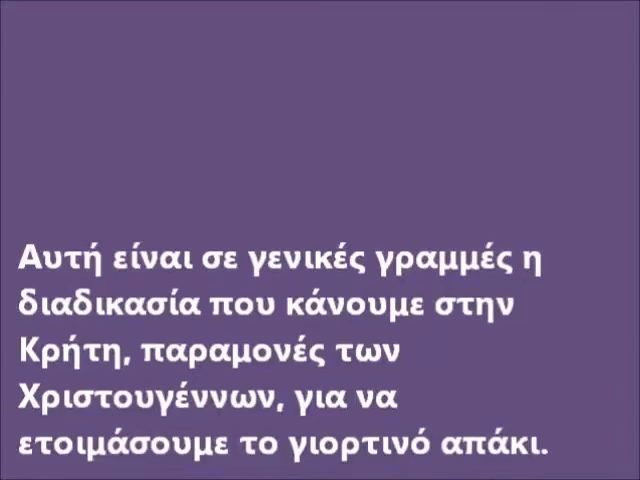 Αυτή είναι σε γενικές γραμμές η
διαδικασία που κάνουμε στην
Κρήτη, παραμονές των
Χριστουγέννων, για να
ετοιμάσουμε το γιορτινό απάκι.